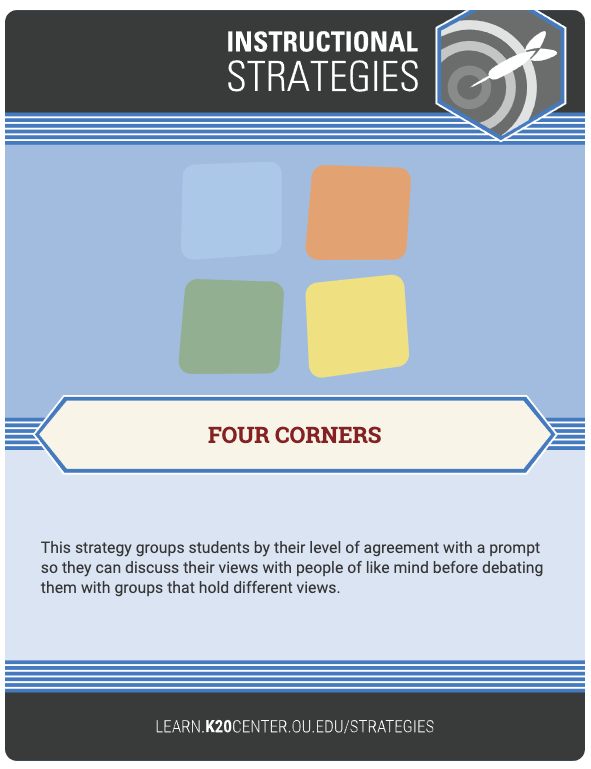 INSTRUCTIONAL
STRATEGIES
FOUR CORNERS
This strategy groups students by their level of agreement with a prompt
so they can discuss their views with people of like mind before debating
them with groups that hold different views.
LEARN.K20CENTER.OU.EDU/STRATEGIES